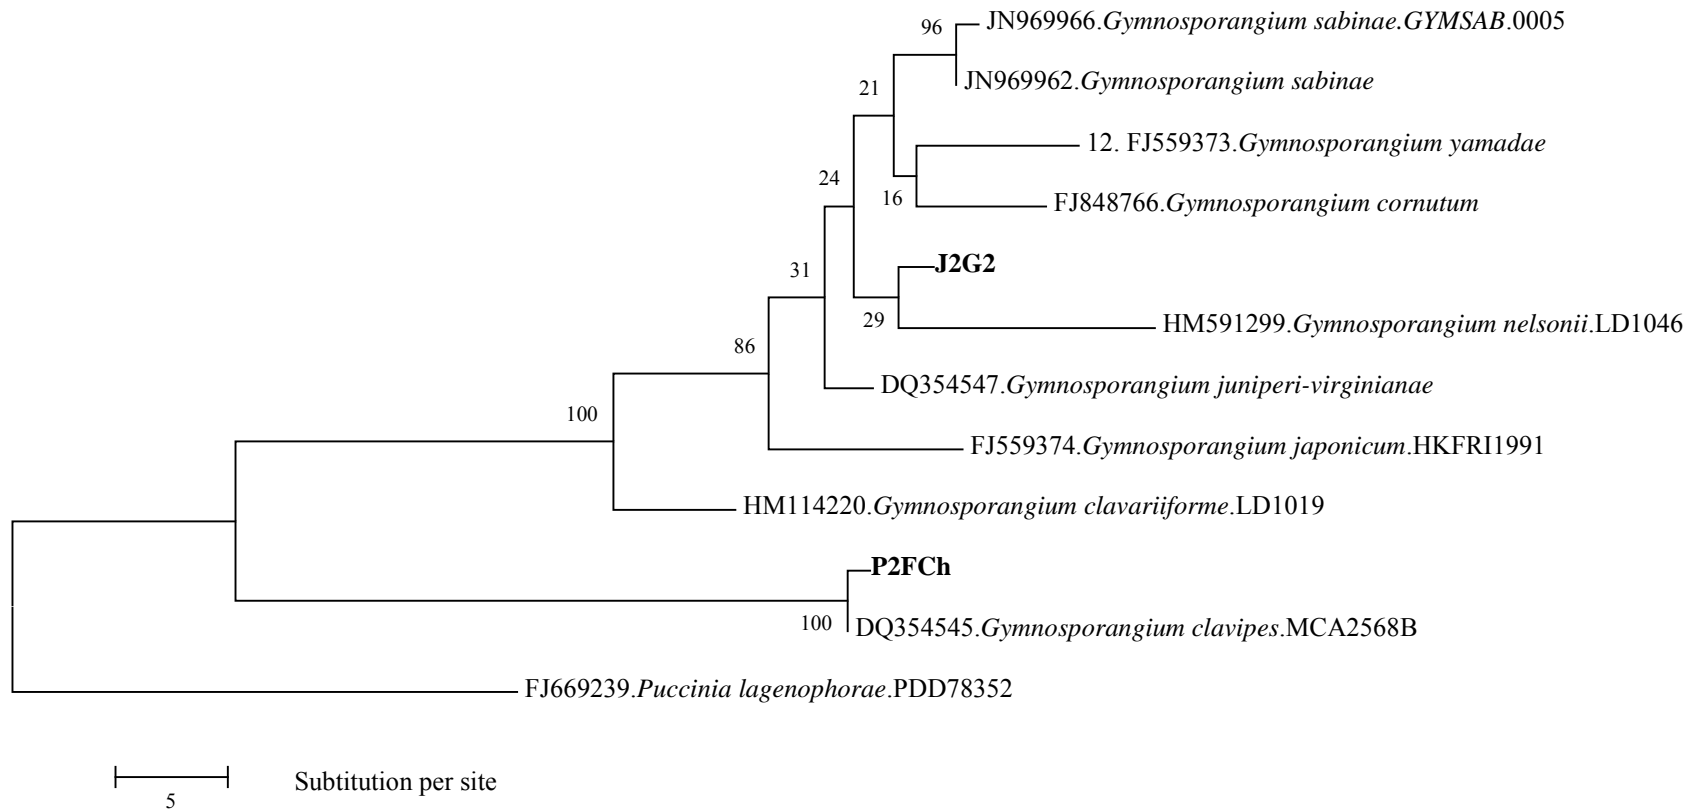 96
JN969966.Gymnosporangium sabinae.GYMSAB.0005
JN969962.Gymnosporangium sabinae
21
12. FJ559373.Gymnosporangium yamadae
24
16
FJ848766.Gymnosporangium cornutum
J2G2
31
29
HM591299.Gymnosporangium nelsonii.LD1046
86
DQ354547.Gymnosporangium juniperi-virginianae
100
FJ559374.Gymnosporangium japonicum.HKFRI1991
HM114220.Gymnosporangium clavariiforme.LD1019
P2FCh
100
DQ354545.Gymnosporangium clavipes.MCA2568B
FJ669239.Puccinia lagenophorae.PDD78352
Subtitution per site
5